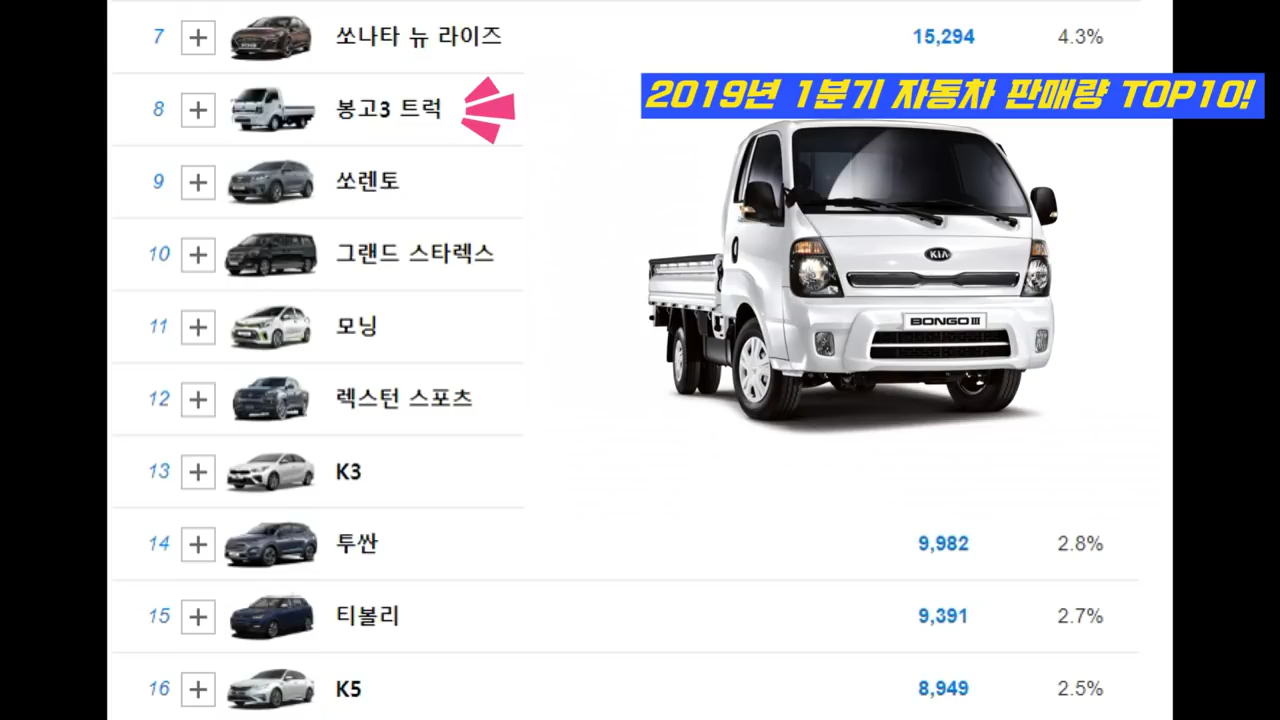 7 쏘나타 뉴 라이즈 15,294 4.3%
2019년 1분기 자동차 판매량 TOP10!
8 봉고3 트럭
9 쏘렌토
10 그랜드 스타렉스
KIA
11 모닝
BONGO III
12 렉스턴 스포츠
13 K3
14 투싼 9,982 2.8%
15 티볼리 9,391 2.7%
16 K5 8,949 2.5%